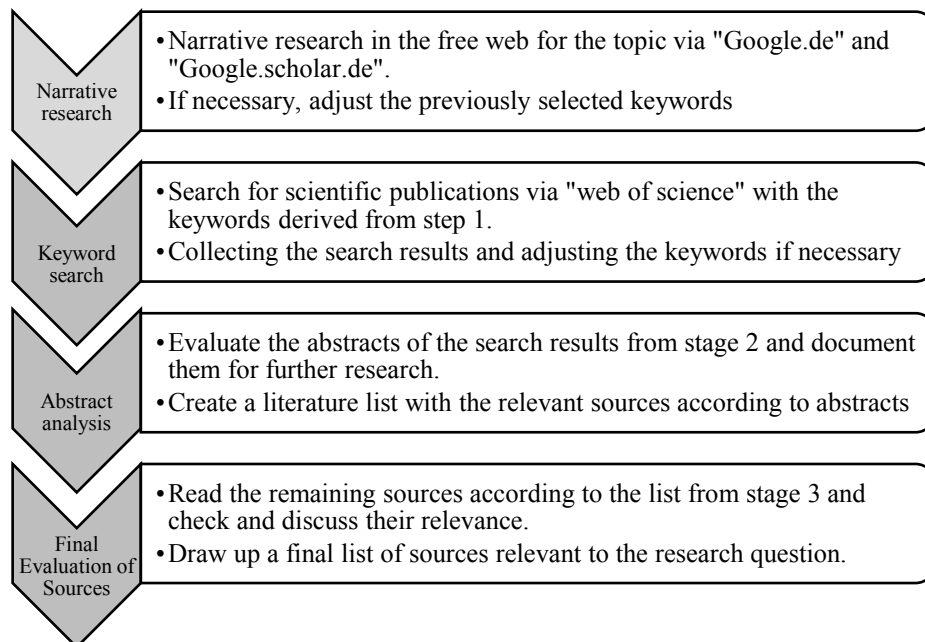 Narrative
research
•Narrative research in the free web for the topic via "Google.de" and
"Google.scholar.de".
•If necessary, adjust the previously selected keywords
Keyword
search
•Search for scientific publications via "web of science" with the
keywords derived from step 1.
•Collecting the search results and adjusting the keywords if necessary
Abstract
analysis
•Evaluate the abstracts of the search results from stage 2 and document
them for further research.
•Create a literature list with the relevant sources according to abstracts
Final
Evaluation of
Sources
•Read the remaining sources according to the list from stage 3 and
check and discuss their relevance.
•Draw up a final list of sources relevant to the research question.